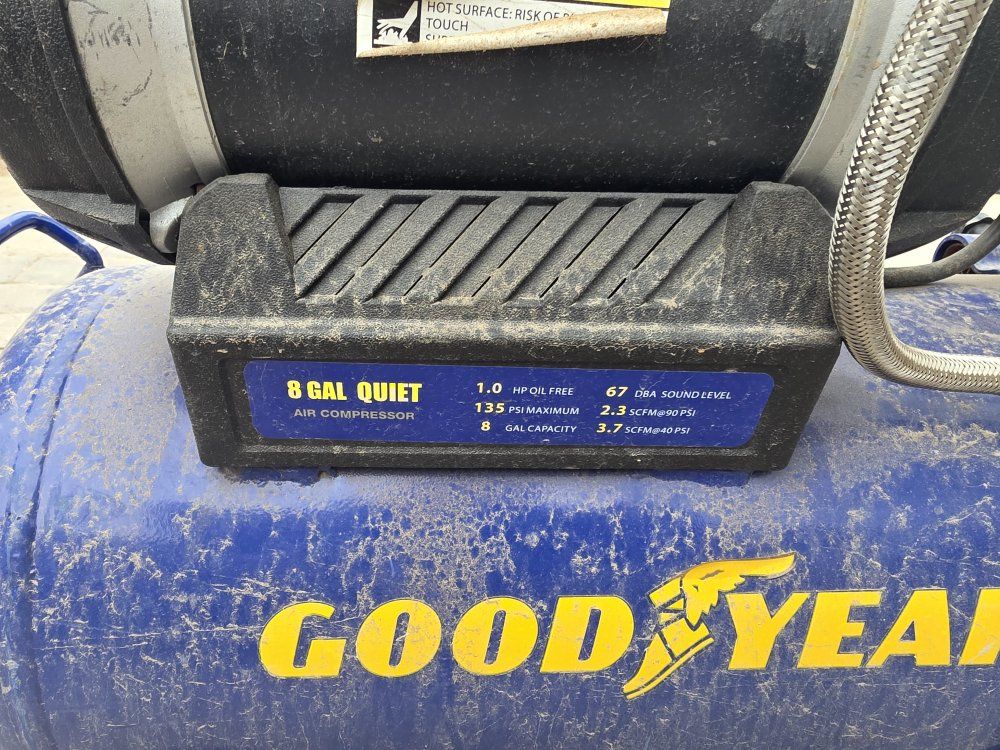 HOT SURFACE: RISK OF
TOUCH
8 GAL QUIET
AIR COMPRESSOR
1.0 HP OIL FREE
135 PSI MAXIMUM
8 GAL CAPACITY
67 DBA SOUND LEVEL
2.3 SCFM@90 PSI
3.7 SCFM@40 PSI
GOODYEAR